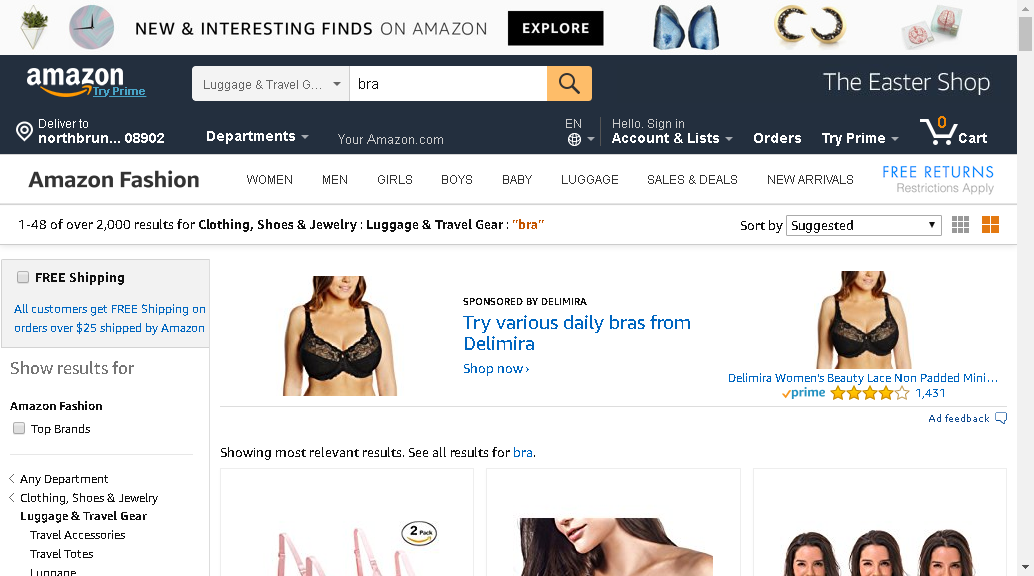 NEW & INTERESTING FINDS ON AMAZON
EXPLORE
amazon
Try Prime
Luggage & Travel G...
bra
The Easter Shop
Deliver to
northbrun... 08902
Departments
Your Amazon.com
EN
Hello. Sign in
Account & Lists
Orders
Try Prime
0
Cart
Amazon Fashion
WOMEN
MEN
GIRLS
BOYS
BABY
LUGGAGE
SALES & DEALS
NEW ARRIVALS
FREE RETURNS
Restrictions Apply
1-48 of over 2,000 results for Clothing, Shoes & Jewelry : Luggage & Travel Gear : "bra"
Sort by
Suggested
FREE Shipping
All customers get FREE Shipping on
orders over $25 shipped by Amazon
Show results for
Amazon Fashion
Top Brands
Any Department
Clothing, Shoes & Jewelry
Luggage & Travel Gear
Travel Accessories
Travel Totes
Luggage
SPONSORED BY DELIMIRA
Try various daily bras from
Delimira
Shop now ›
Delimira Women's Beauty Lace Non Padded Mini...
prime
1,431
Ad feedback
Showing most relevant results. See all results for bra.
2 Pack